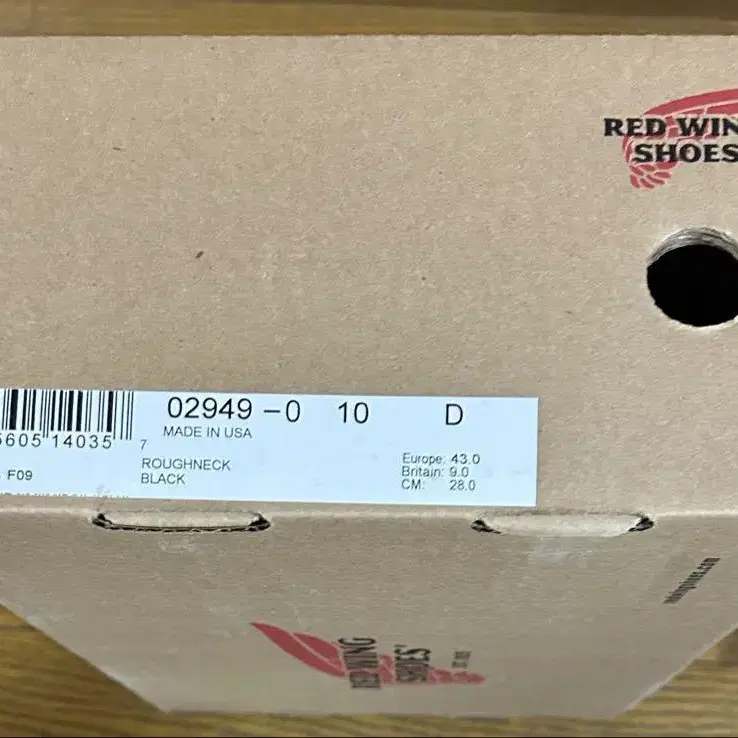 RED WIN
SHOES
02949-0 10 D
MADE IN USA
5605 14035 7
F09
ROUGHNECK
BLACK
Europe: 43.0
Britain: 9.0
CM: 28.0
RED WING
SHOES